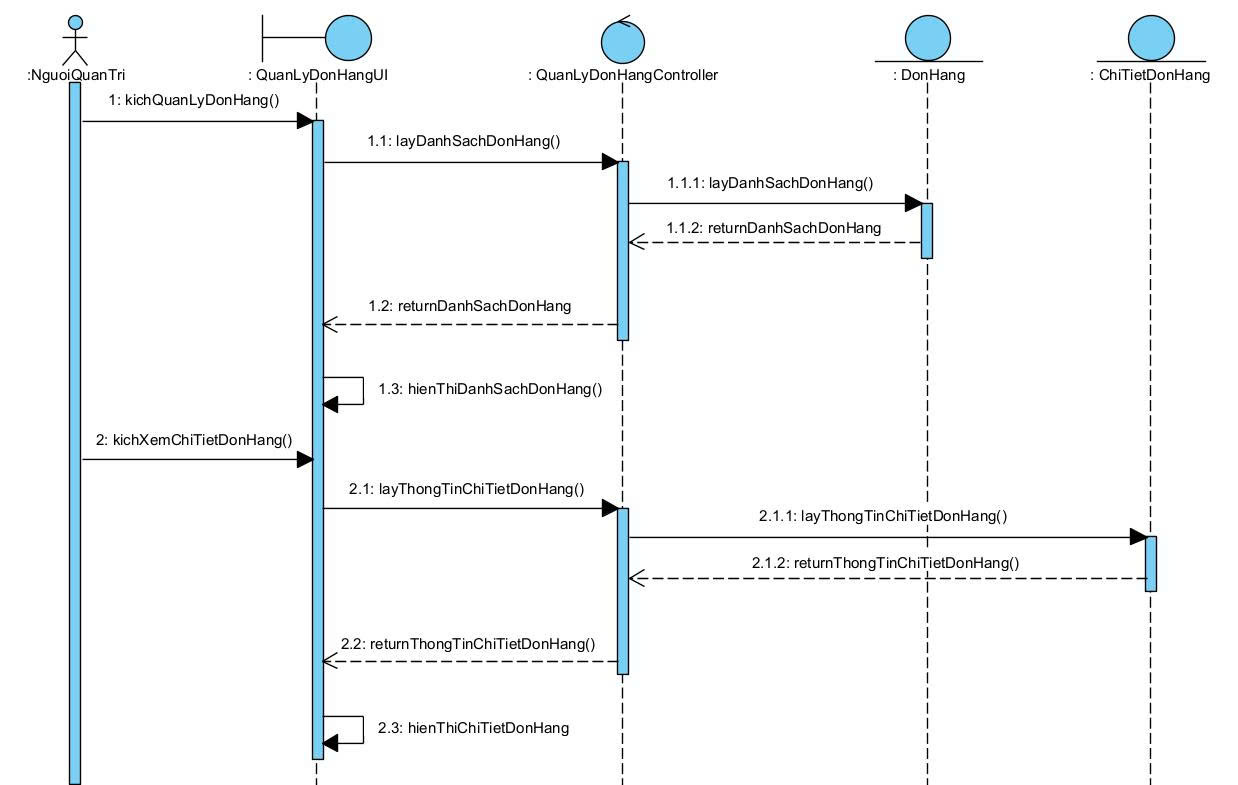 :NguoiQuanTri
: QuanLyDonHangUI
: QuanLyDonHangController
: DonHang
: ChiTietDonHang
1: kichQuanLyDonHang()
1.1: layDanhSachDonHang()
1.1.1: layDanhSachDonHang()
1.1.2: returnDanhSachDonHang
1.2: returnDanhSachDonHang
1.3: hienThiDanhSachDonHang()
2: kichXemChiTietDonHang()
2.1: layThongTinChiTietDonHang()
2.1.1: layThongTinChiTietDonHang()
2.1.2: returnThongTinChiTietDonHang()
2.2: returnThongTinChiTietDonHang()
2.3: hienThiChiTietDonHang